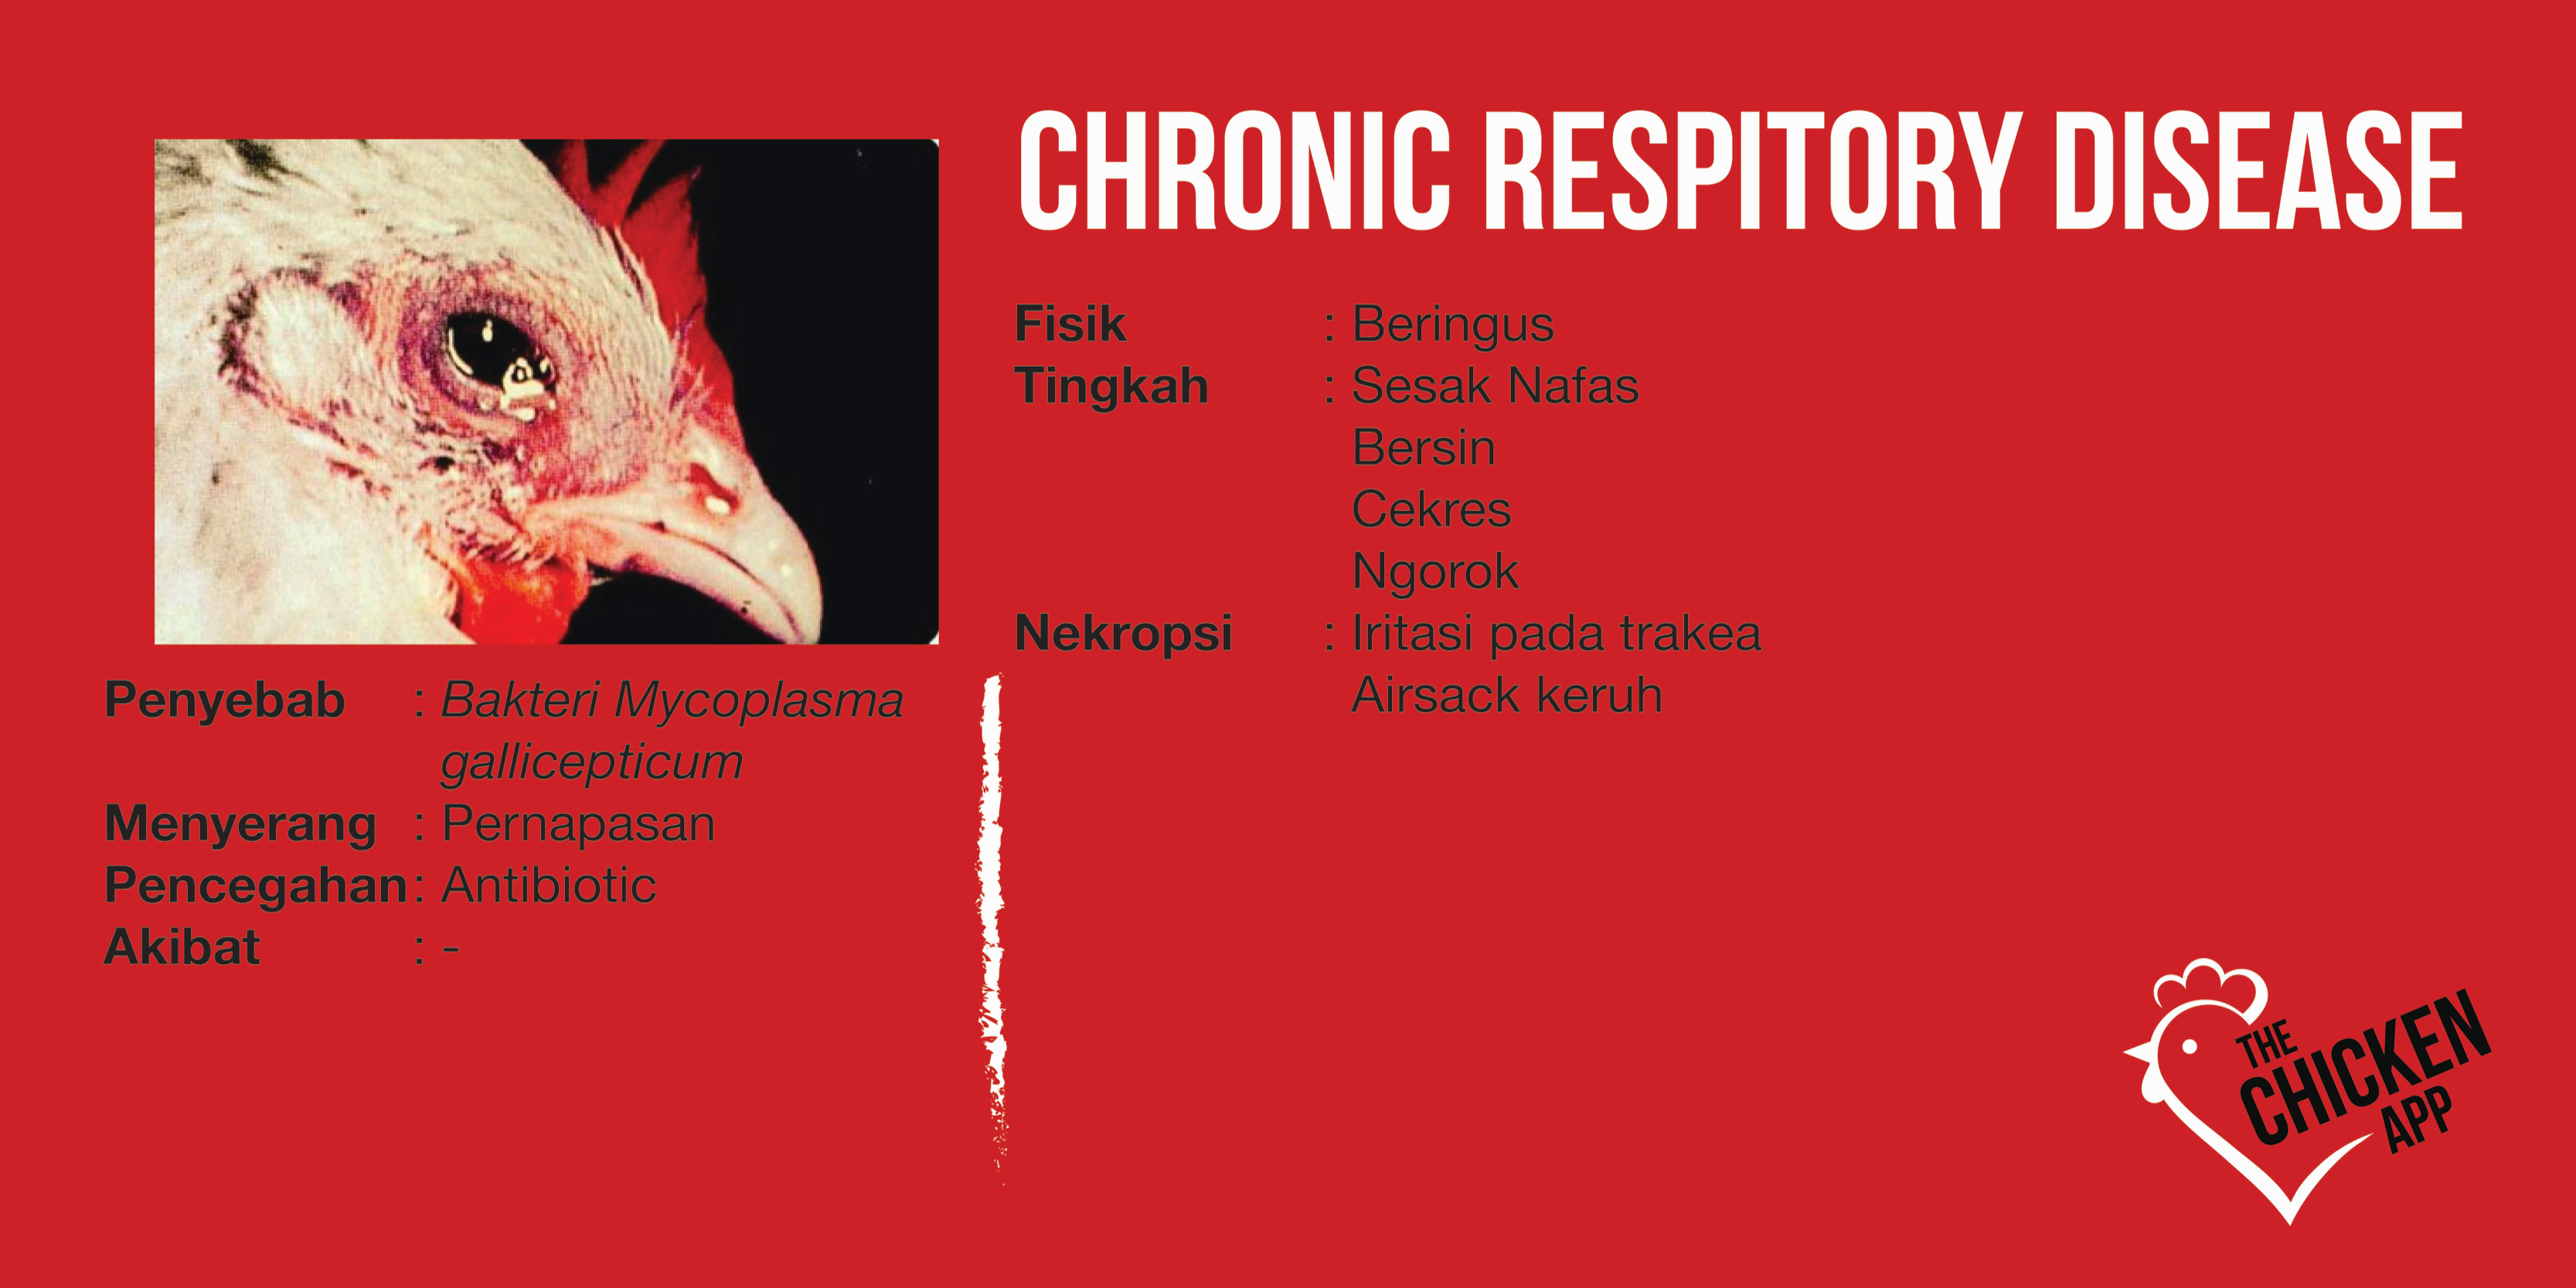 CHRONIC RESPITORY DISEASE
Fisik : Beringus
Tingkah : Sesak Nafas
Bersin
Cekres
Ngorok
Nekropsi : Iritasi pada trakea
Airsack keruh
Penyebab : Bakteri Mycoplasma
gallicepticum
Menyerang : Pernapasan
Pencegahan : Antibiotic
Akibat : -
THE
CHICKEN
APP